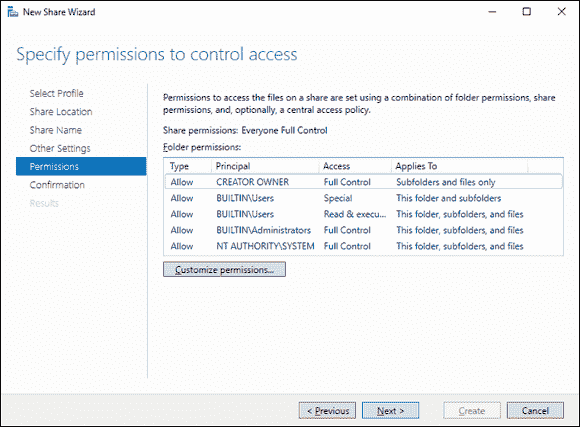 New Share Wizard
Specify permissions to control access
Select Profile
Share Location
Share Name
Other Settings
Permissions
Confirmation
Results
Permissions to access the files on a share are set using a combination of folder permissions, share
permissions, and, optionally, a central access policy.
Share permissions: Everyone Full Control
Folder permissions:
Type Principal Access Applies To
Allow CREATOR OWNER Full Control Subfolders and files only
Allow BUILTIN\Users Special This folder and subfolders
Allow BUILTIN\Users Read & execu... This folder, subfolders, and files
Allow BUILTIN\Administrators Full Control This folder, subfolders, and files
Allow NT AUTHORITY\SYSTEM Full Control This folder, subfolders, and files
Customize permissions...
< Previous Next > Create Cancel